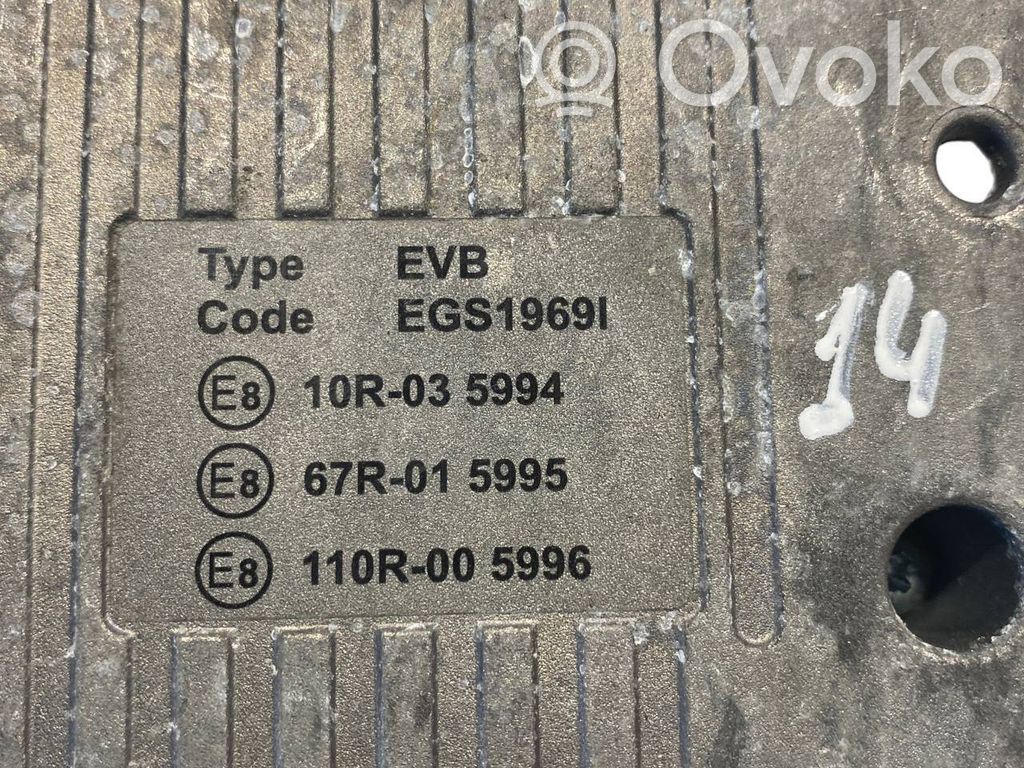 Ovoko
Type EVB
Code EGS1969I
E8 10R-03 5994
E8 67R-01 5995
E8 110R-00 5996
14